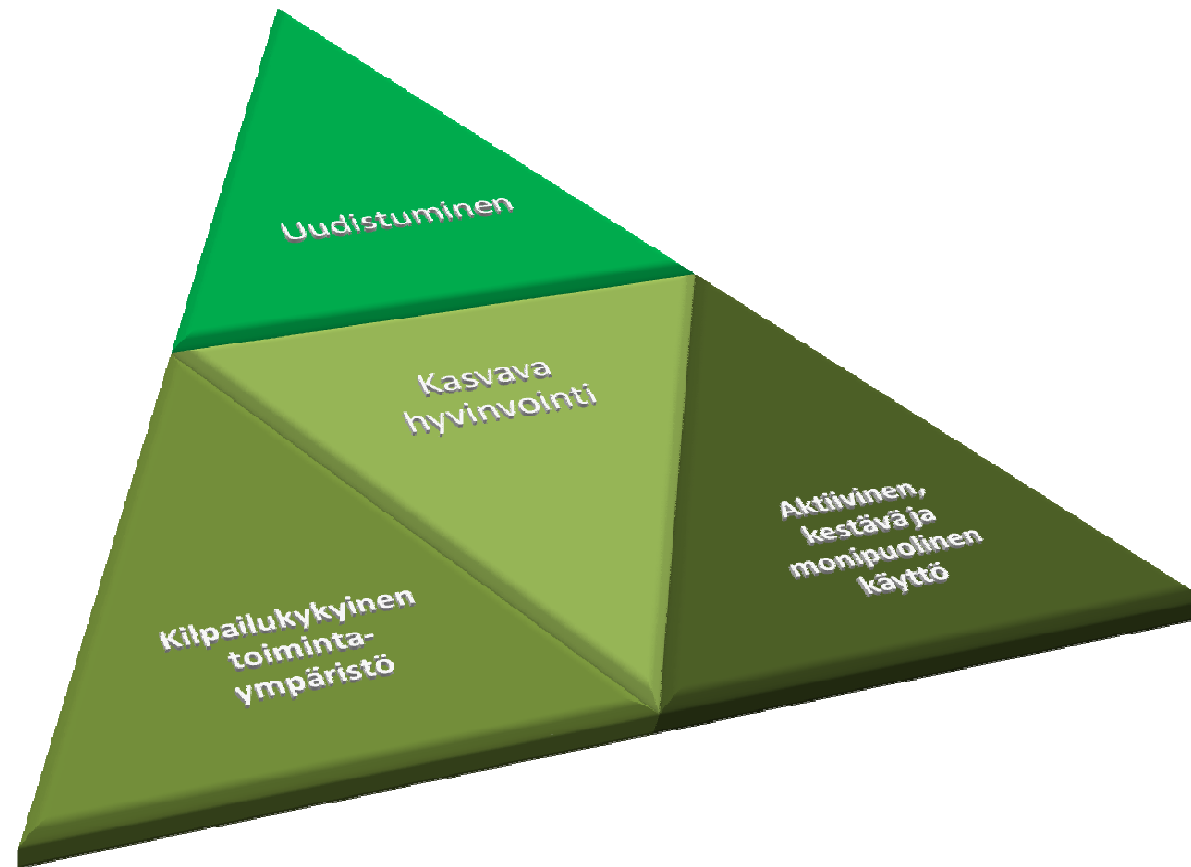 Uudistuminen
Kasvava
hyvinvointi
Aktiivinen,
kestävä ja
monipuolinen
käyttö
Kilpailukykyinen
toiminta-
ympäristö